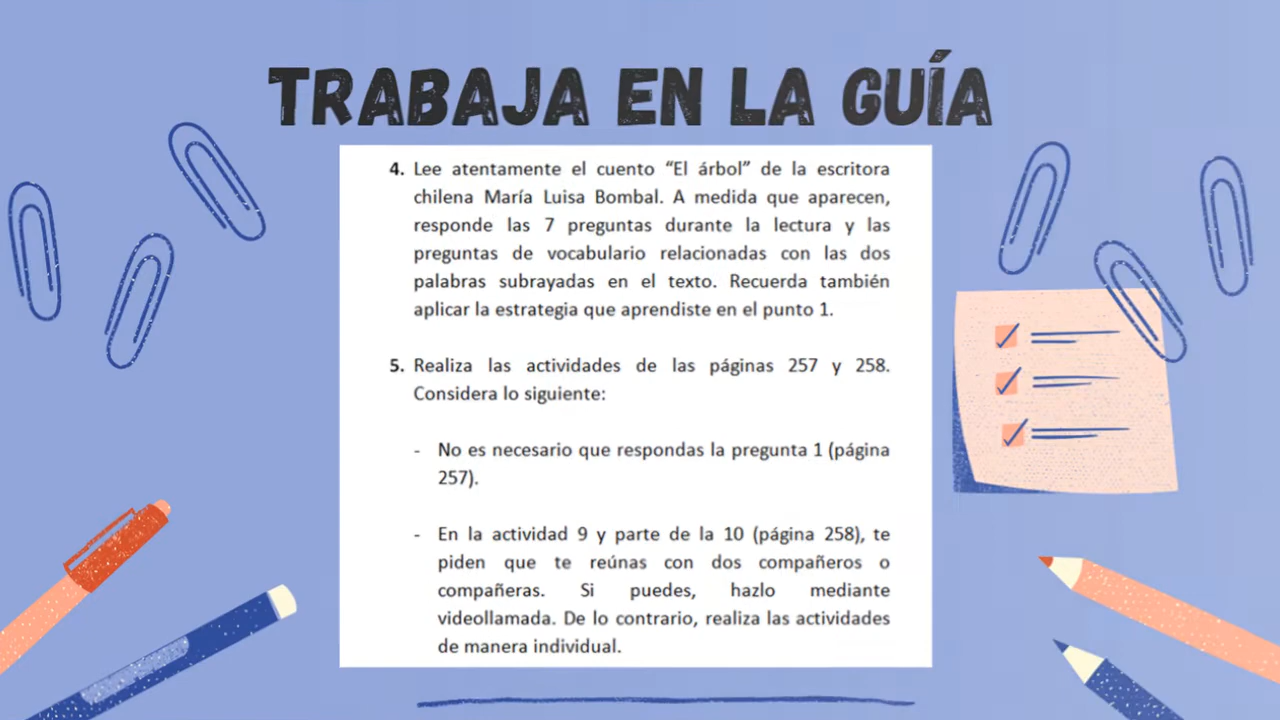 TRABAJA EN LA GUÍA
4. Lee atentamente el cuento “El árbol” de la escritora
chilena María Luisa Bombal. A medida que aparecen,
responde las 7 preguntas durante la lectura y las
preguntas de vocabulario relacionadas con las dos
palabras subrayadas en el texto. Recuerda también
aplicar la estrategia que aprendiste en el punto 1.
5. Realiza las actividades de las páginas 257 y 258.
Considera lo siguiente:
- No es necesario que respondas la pregunta 1 (página
257).
- En la actividad 9 y parte de la 10 (página 258), te
piden que te reúnas con dos compañeros o
compañeras. Si puedes, hazlo mediante
videollamada. De lo contrario, realiza las actividades
de manera individual.